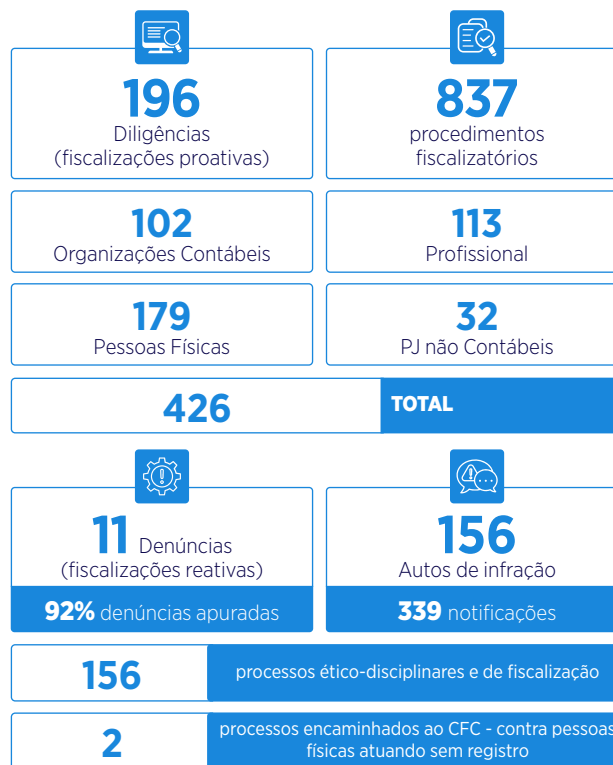 196
Diligências
(fiscalizações proativas)
837
procedimentos
fiscalizatórios
102
Organizações Contábeis
113
Profissional
179
Pessoas Físicas
32
PJ não Contábeis
426
TOTAL
11 Denúncias
(fiscalizações reativas)
92% denúncias apuradas
156
Autos de infração
339 notificações
156
processos ético-disciplinares e de fiscalização
2
processos encaminhados ao CFC - contra pessoas
físicas atuando sem registro